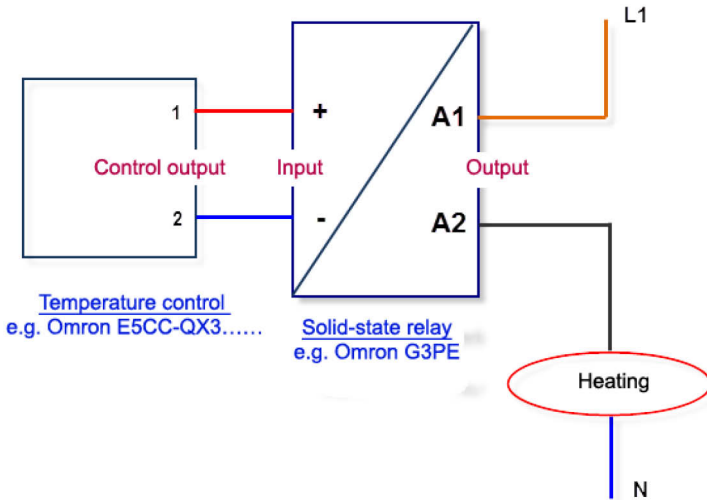 L1
1
+
A1
Control output
Input
Output
2
-
A2
Temperature control
e.g. Omron E5CC-QX3......
Solid-state relay
e.g. Omron G3PE
Heating
N